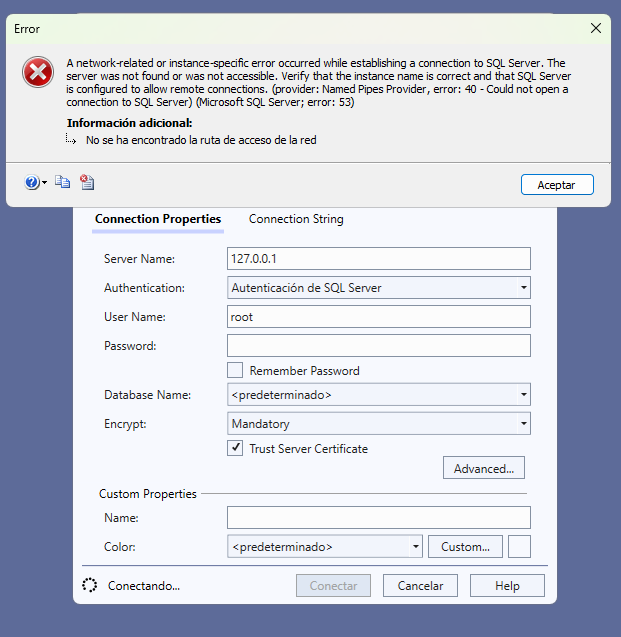 Error
A network-related or instance-specific error occurred while establishing a connection to SQL Server. The
server was not found or was not accessible. Verify that the instance name is correct and that SQL Server
is configured to allow remote connections. (provider: Named Pipes Provider, error: 40 - Could not open a
connection to SQL Server) (Microsoft SQL Server; error: 53)
Información adicional:
No se ha encontrado la ruta de acceso de la red
Aceptar
Connection Properties Connection String
Server Name: 127.0.0.1
Authentication: Autenticación de SQL Server
User Name: root
Password:
Remember Password
Database Name: <predeterminado>
Encrypt: Mandatory
Trust Server Certificate
Advanced...
Custom Properties
Name:
Color: <predeterminado> Custom...
Conectando... Conectar Cancelar Help